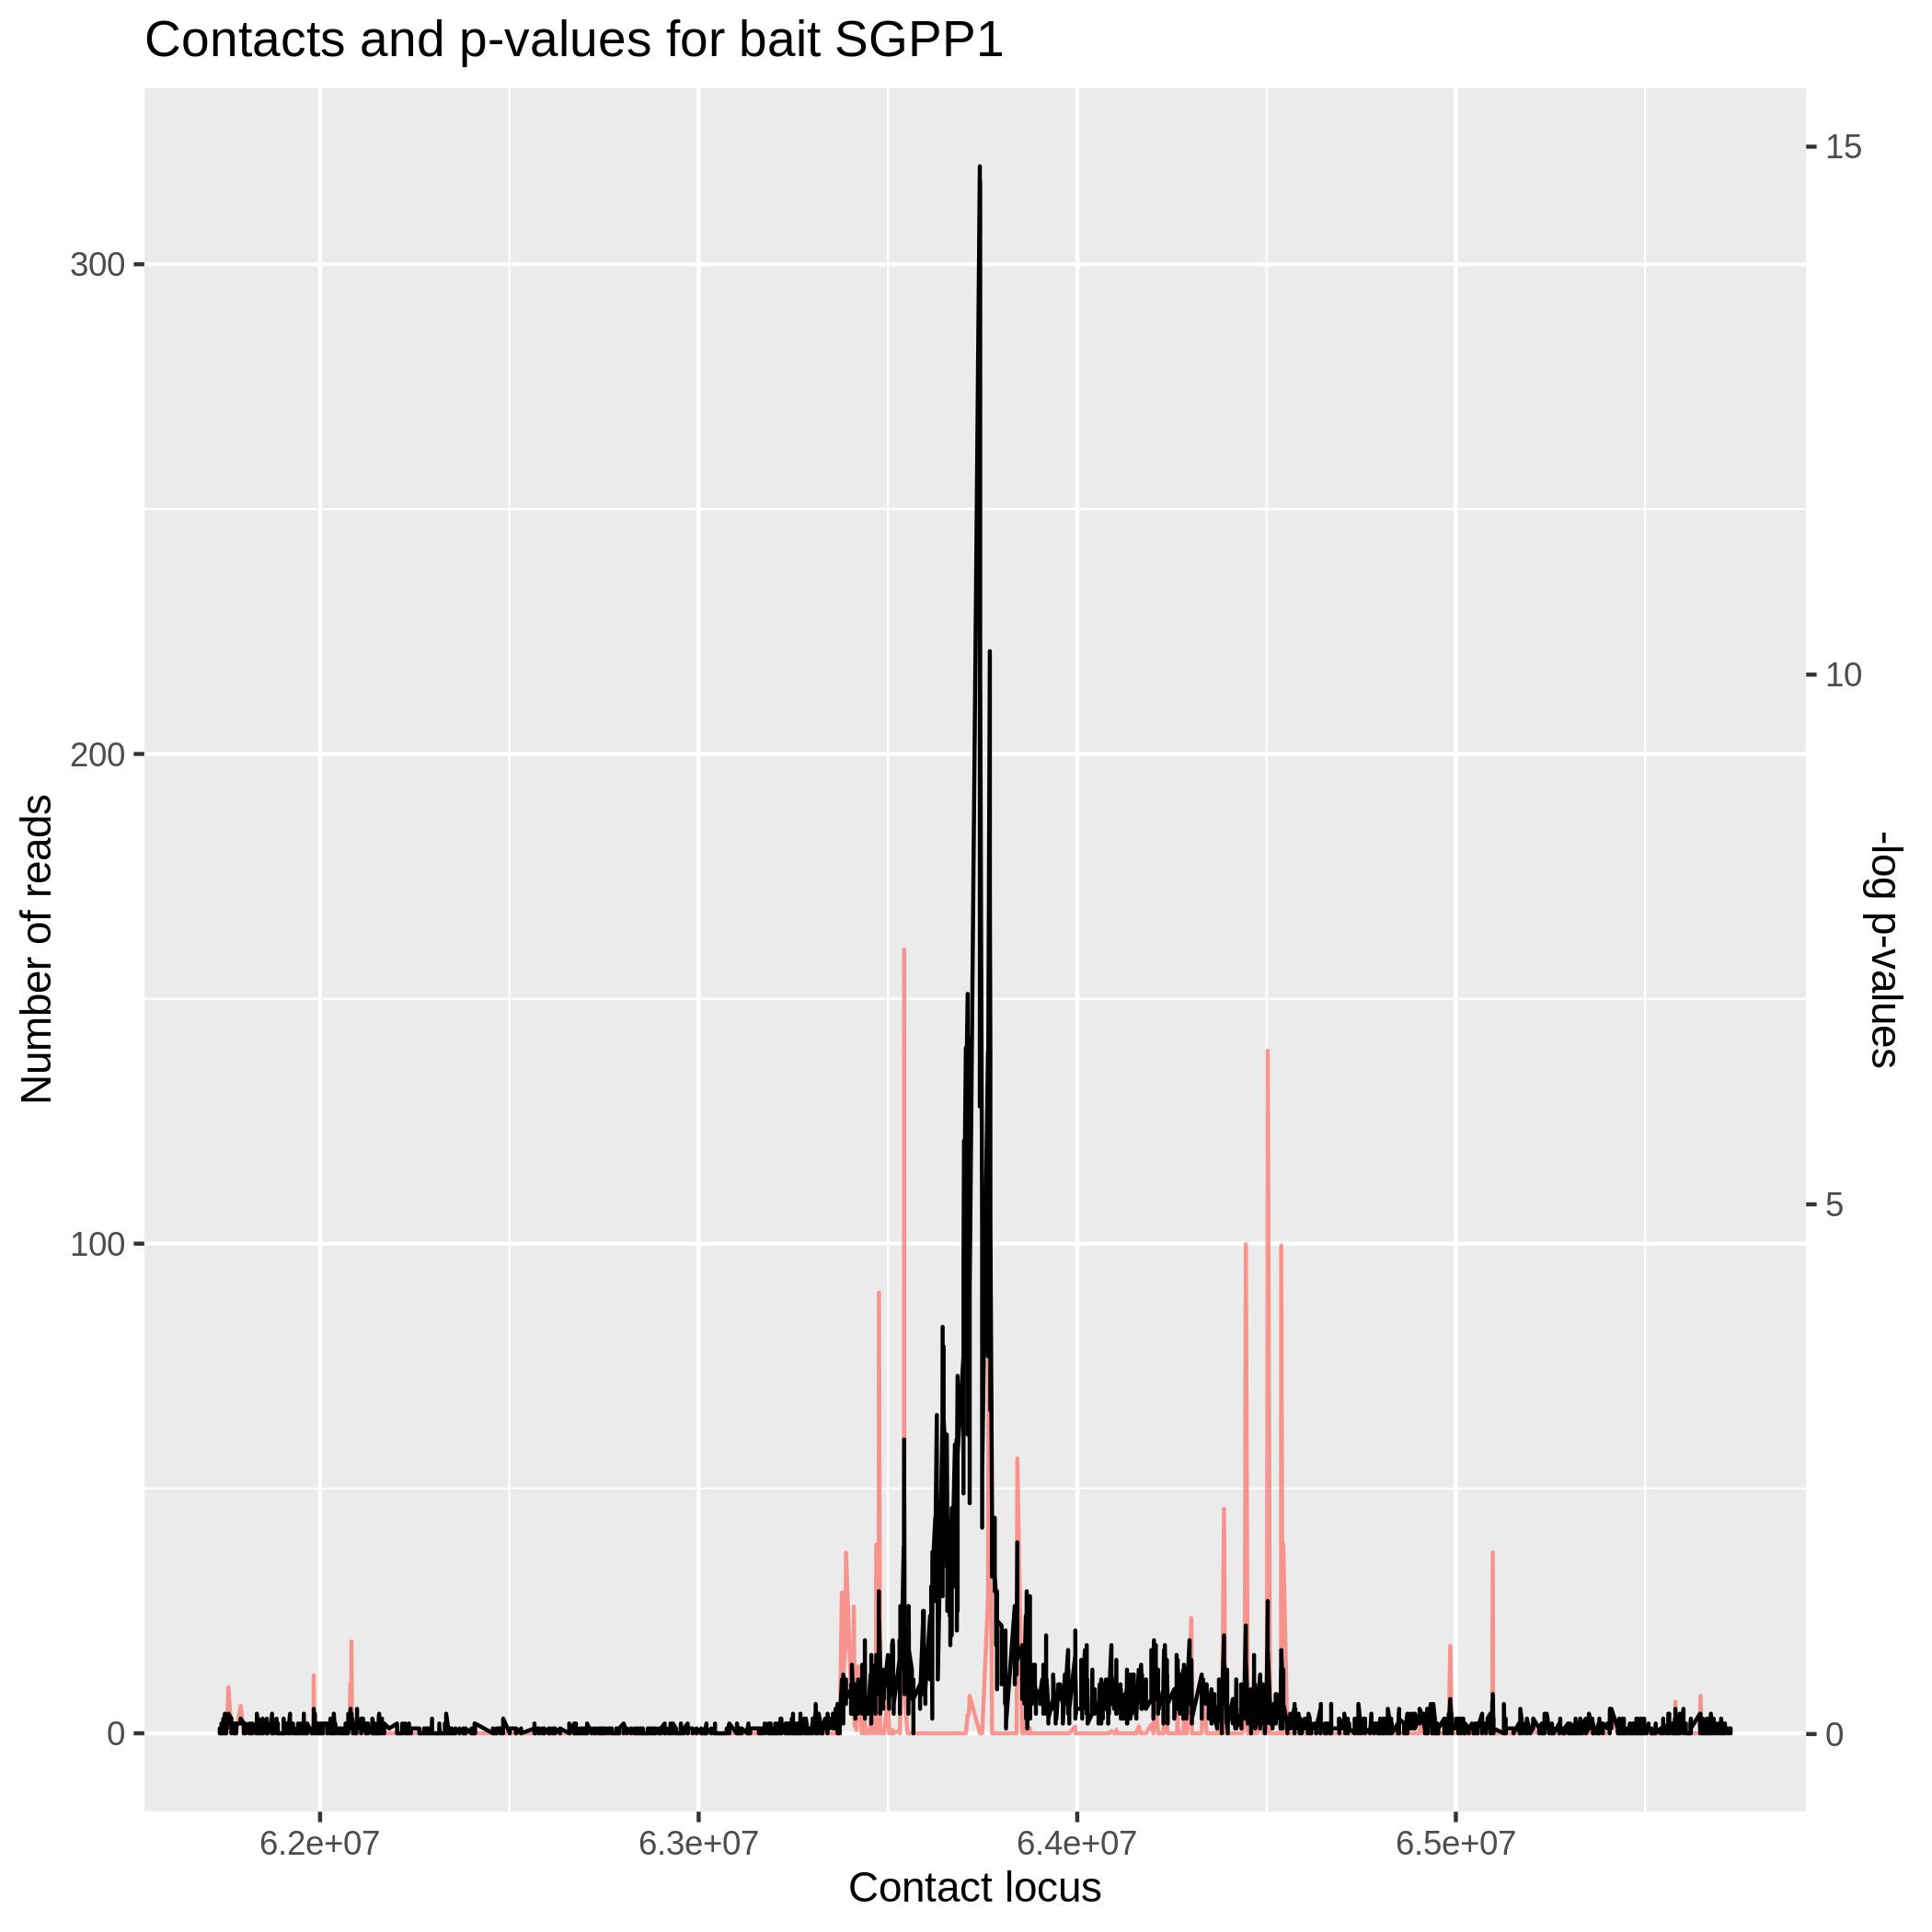 Contacts and p-values for bait SGPP1
Number of reads
300
200
100
0
15
10
5
0
-log p-values
6.2e+07
6.3e+07
6.4e+07
6.5e+07
Contact locus